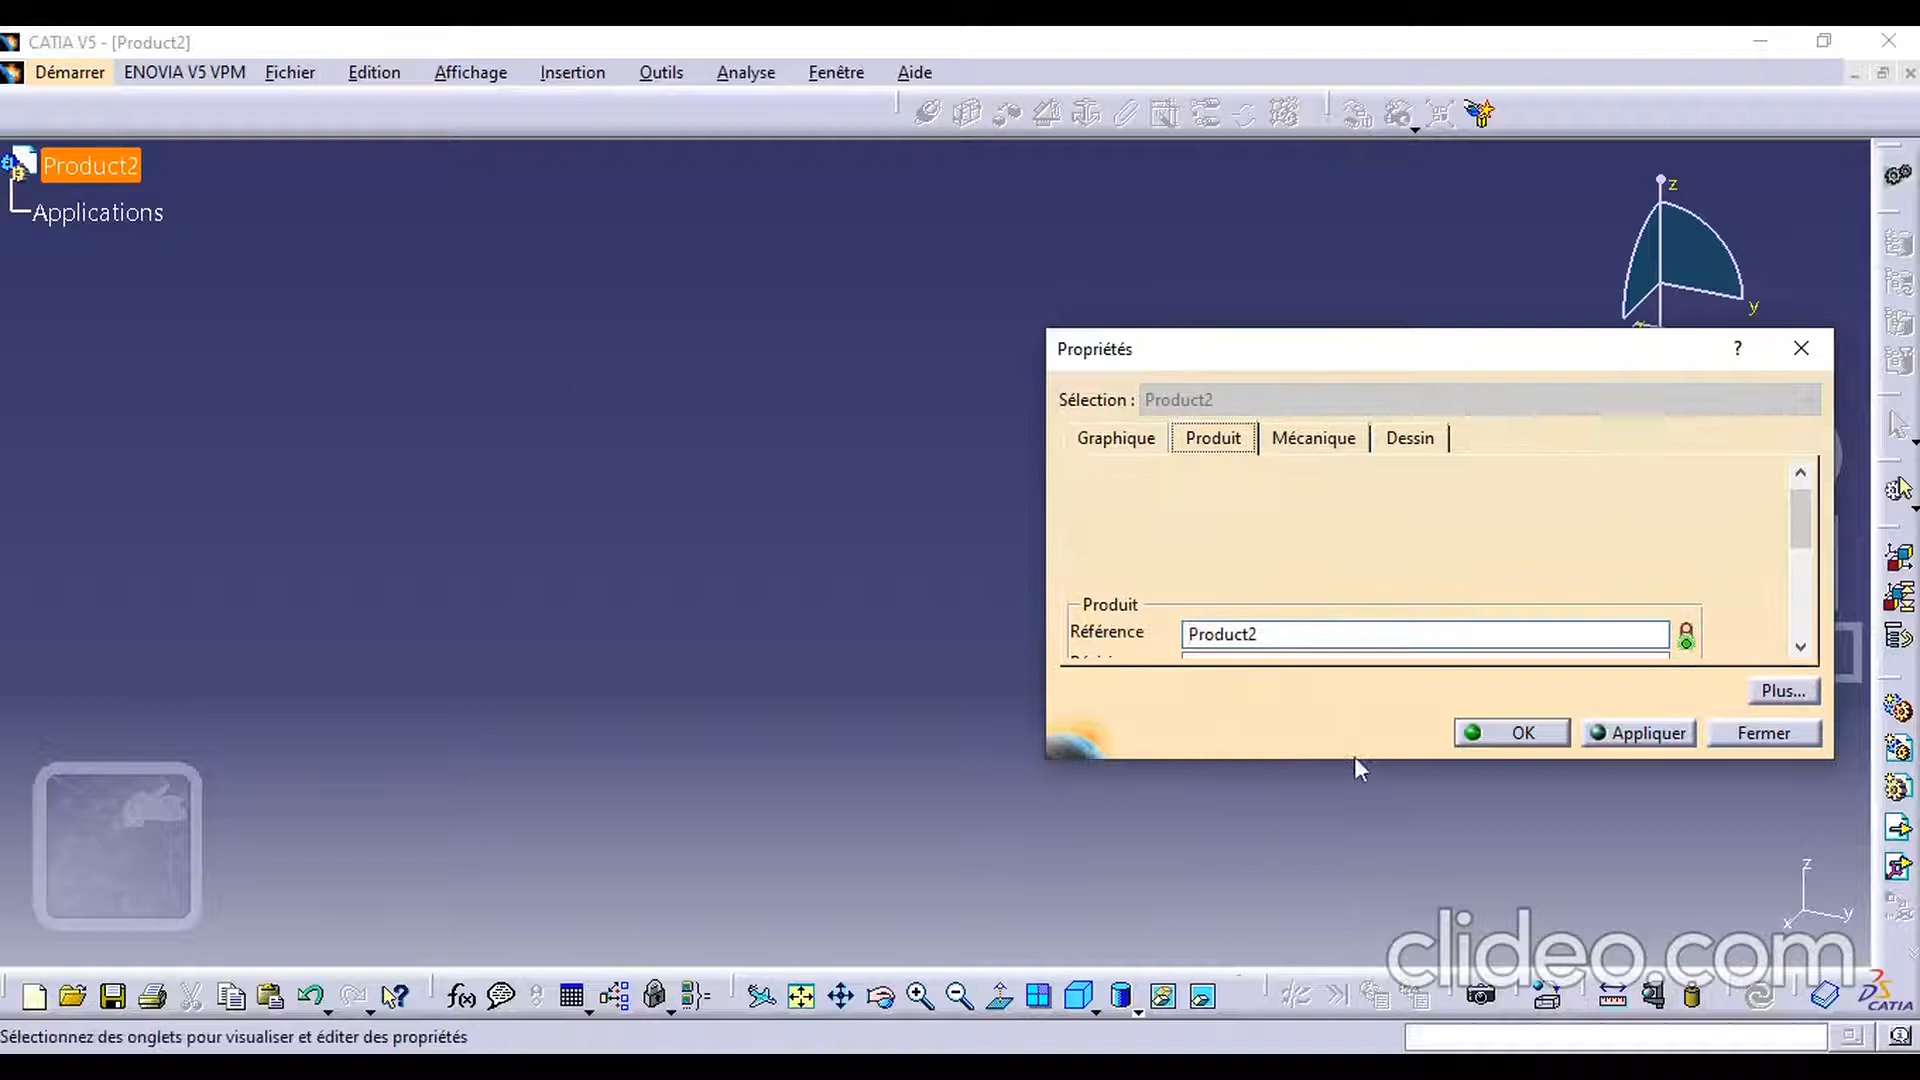 CATIA V5 - [Product2]
Démarrer ENOVIA V5 VPM Fichier Edition Affichage Insertion Outils Analyse Fenêtre Aide
Product2
Applications
z
y
Propriétés ?
Sélection : Product2
Graphique Produit Mécanique Dessin
Produit
Référence Product2
Plus...
OK Appliquer Fermer
z
y
x
clideo.com
f(x)
CATIA
Sélectionnez des onglets pour visualiser et éditer des propriétés